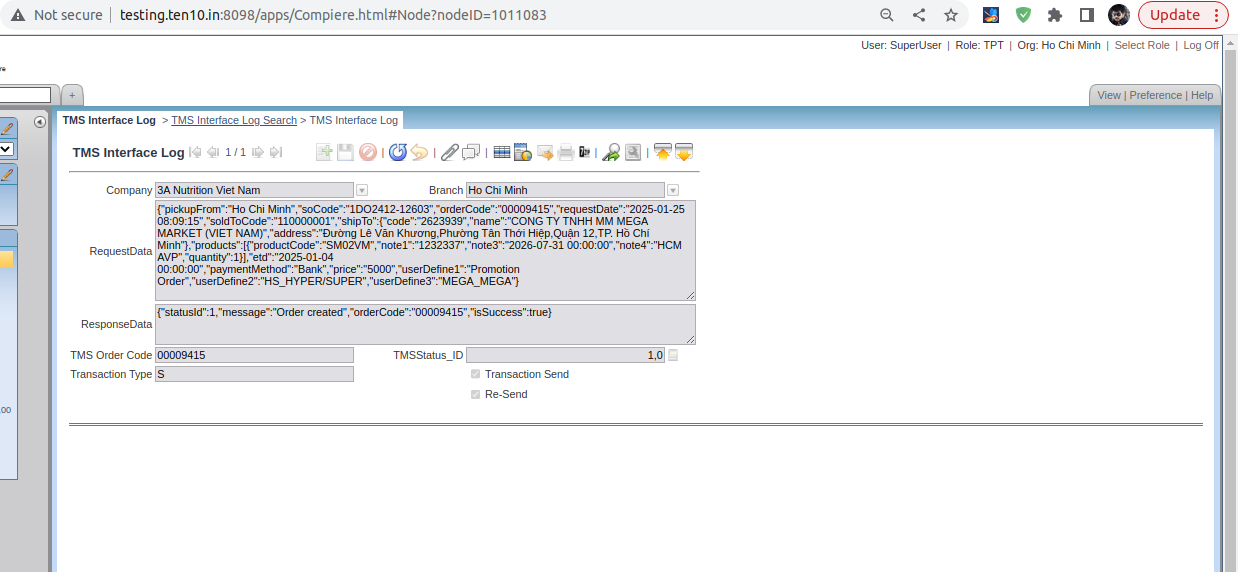 Not secure
testing.ten10.in:8098/apps/Compiere.html#Node?nodeID=1011083
Update
User: SuperUser | Role: TPT | Org: Ho Chi Minh | Select Role | Log Off
+
View | Preference | Help
TMS Interface Log > TMS Interface Log Search > TMS Interface Log
TMS Interface Log 1 / 1
Company 3A Nutrition Viet Nam Branch Ho Chi Minh
RequestData
{"pickupFrom":"Ho Chi Minh","soCode":"1DO2412-12603","orderCode":"00009415","requestDate":"2025-01-25
08:09:15","soldToCode":"110000001","shipTo":{"code":"2623939","name":"CONG TY TNHH MM MEGA
MARKET (VIET NAM)","address":"Đường Lê Văn Khương,Phường Tân Thới Hiệp,Quận 12,TP. Hồ Chí
Minh"},"products":[{"productCode":"SM02VM","note1":"1232337","note3":"2026-07-31 00:00:00","note4":"HCM
AVP","quantity":1}],"etd":"2025-01-04
00:00:00","paymentMethod":"Bank","price":"5000","userDefine1":"Promotion
Order","userDefine2":"HS_HYPER/SUPER","userDefine3":"MEGA_MEGA"}
ResponseData
{"statusId":1,"message":"Order created","orderCode":"00009415","isSuccess":true}
TMS Order Code 00009415 TMSStatus_ID 1,0
Transaction Type S Transaction Send
Re-Send
,00